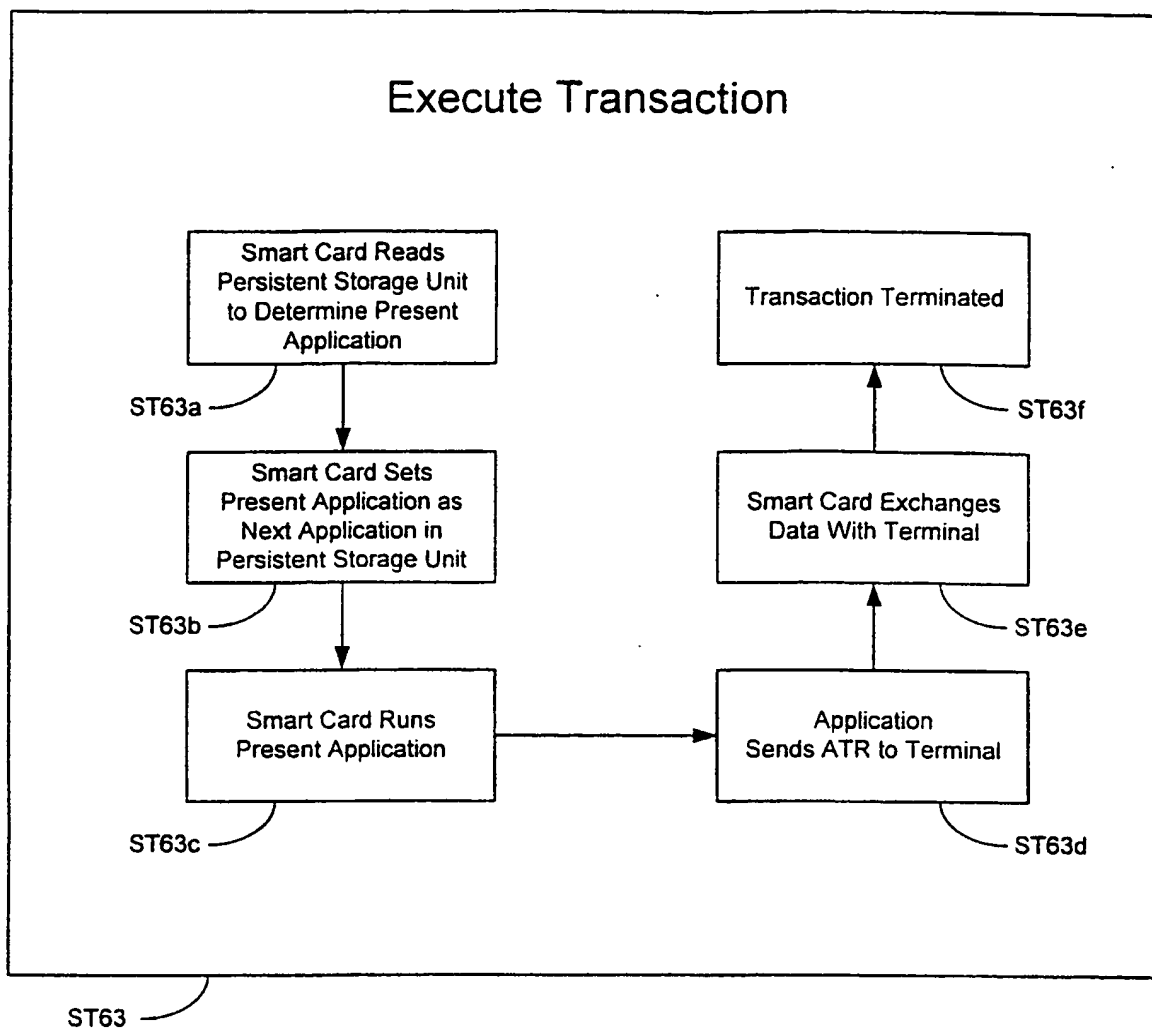 Execute Transaction
Smart Card Reads
Persistent Storage Unit
to Determine Present
Application
ST63a
Smart Card Sets
Present Application as
Next Application in
Persistent Storage Unit
ST63b
Smart Card Runs
Present Application
ST63c
Application
Sends ATR to Terminal
ST63d
Smart Card Exchanges
Data With Terminal
ST63e
Transaction Terminated
ST63f
ST63